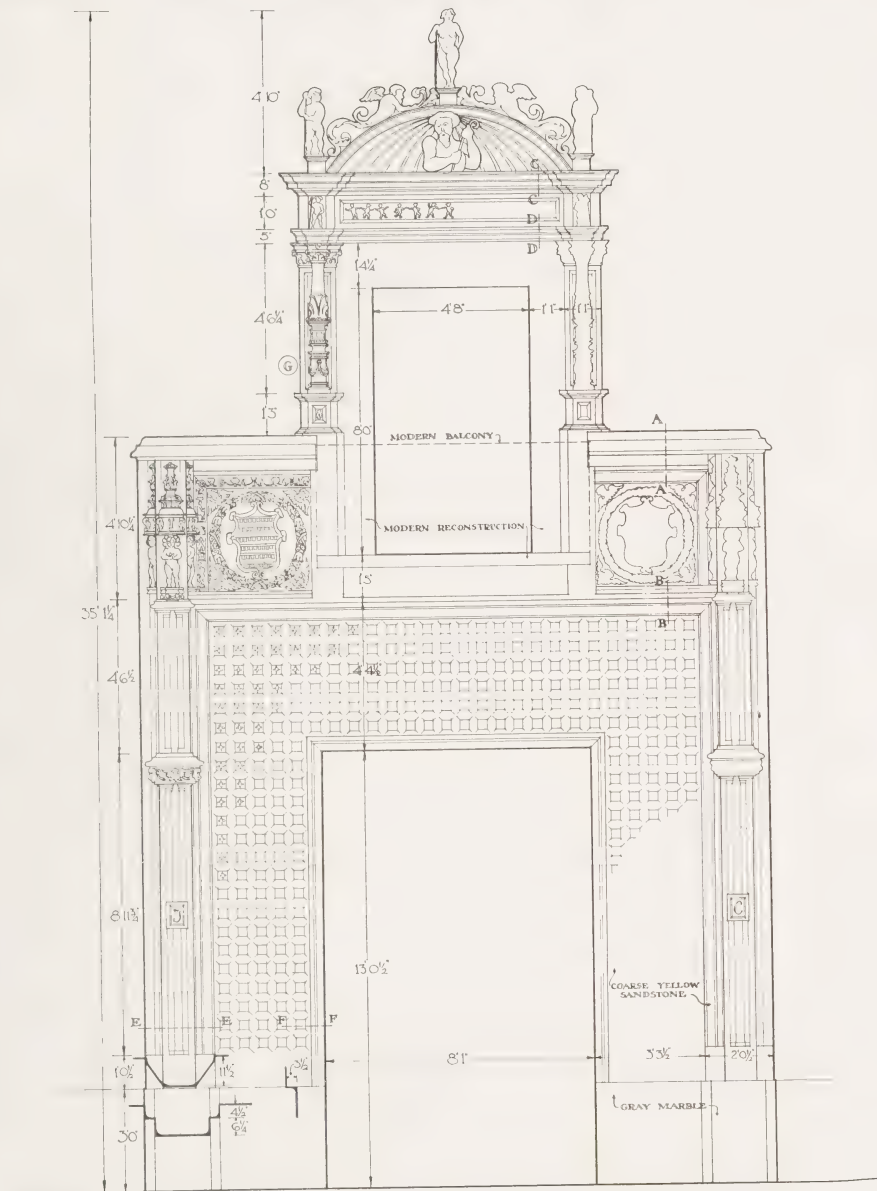 4'10"
8"
G
C
10"
D
5"
D
14¼"
4'6¼"
4'8"
1'1"
1'1"
G
1'3"
8'0"
A
MODERN BALCONY
A
4'10¼"
MODERN RECONSTRUCTION
1'3"
B
35' 1¼"
B
4'6½"
4'4½"
8'11¾"
J
C
13'0½"
COARSE YELLOW
SANDSTONE
E
E
F
F
8'1"
3'3½"
2'0½"
10½"
11½"
3½"
GRAY MARBLE
4½"
6¼"
3'0"